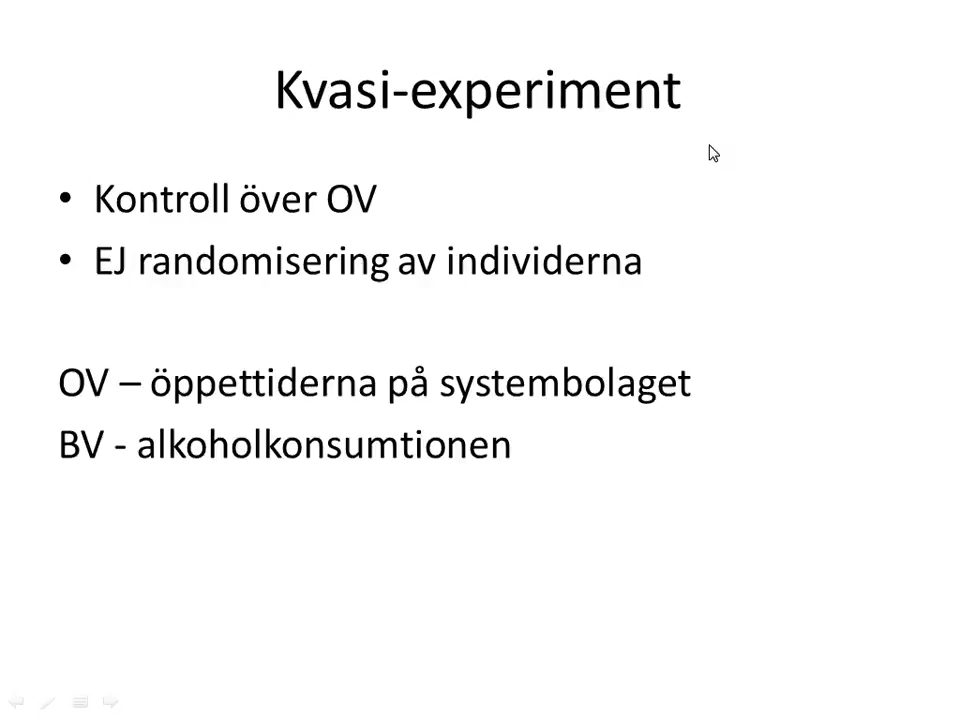 Kvasi-experiment
• Kontroll över OV
• EJ randomisering av individerna
OV – öppettiderna på systembolaget
BV - alkoholkonsumtionen